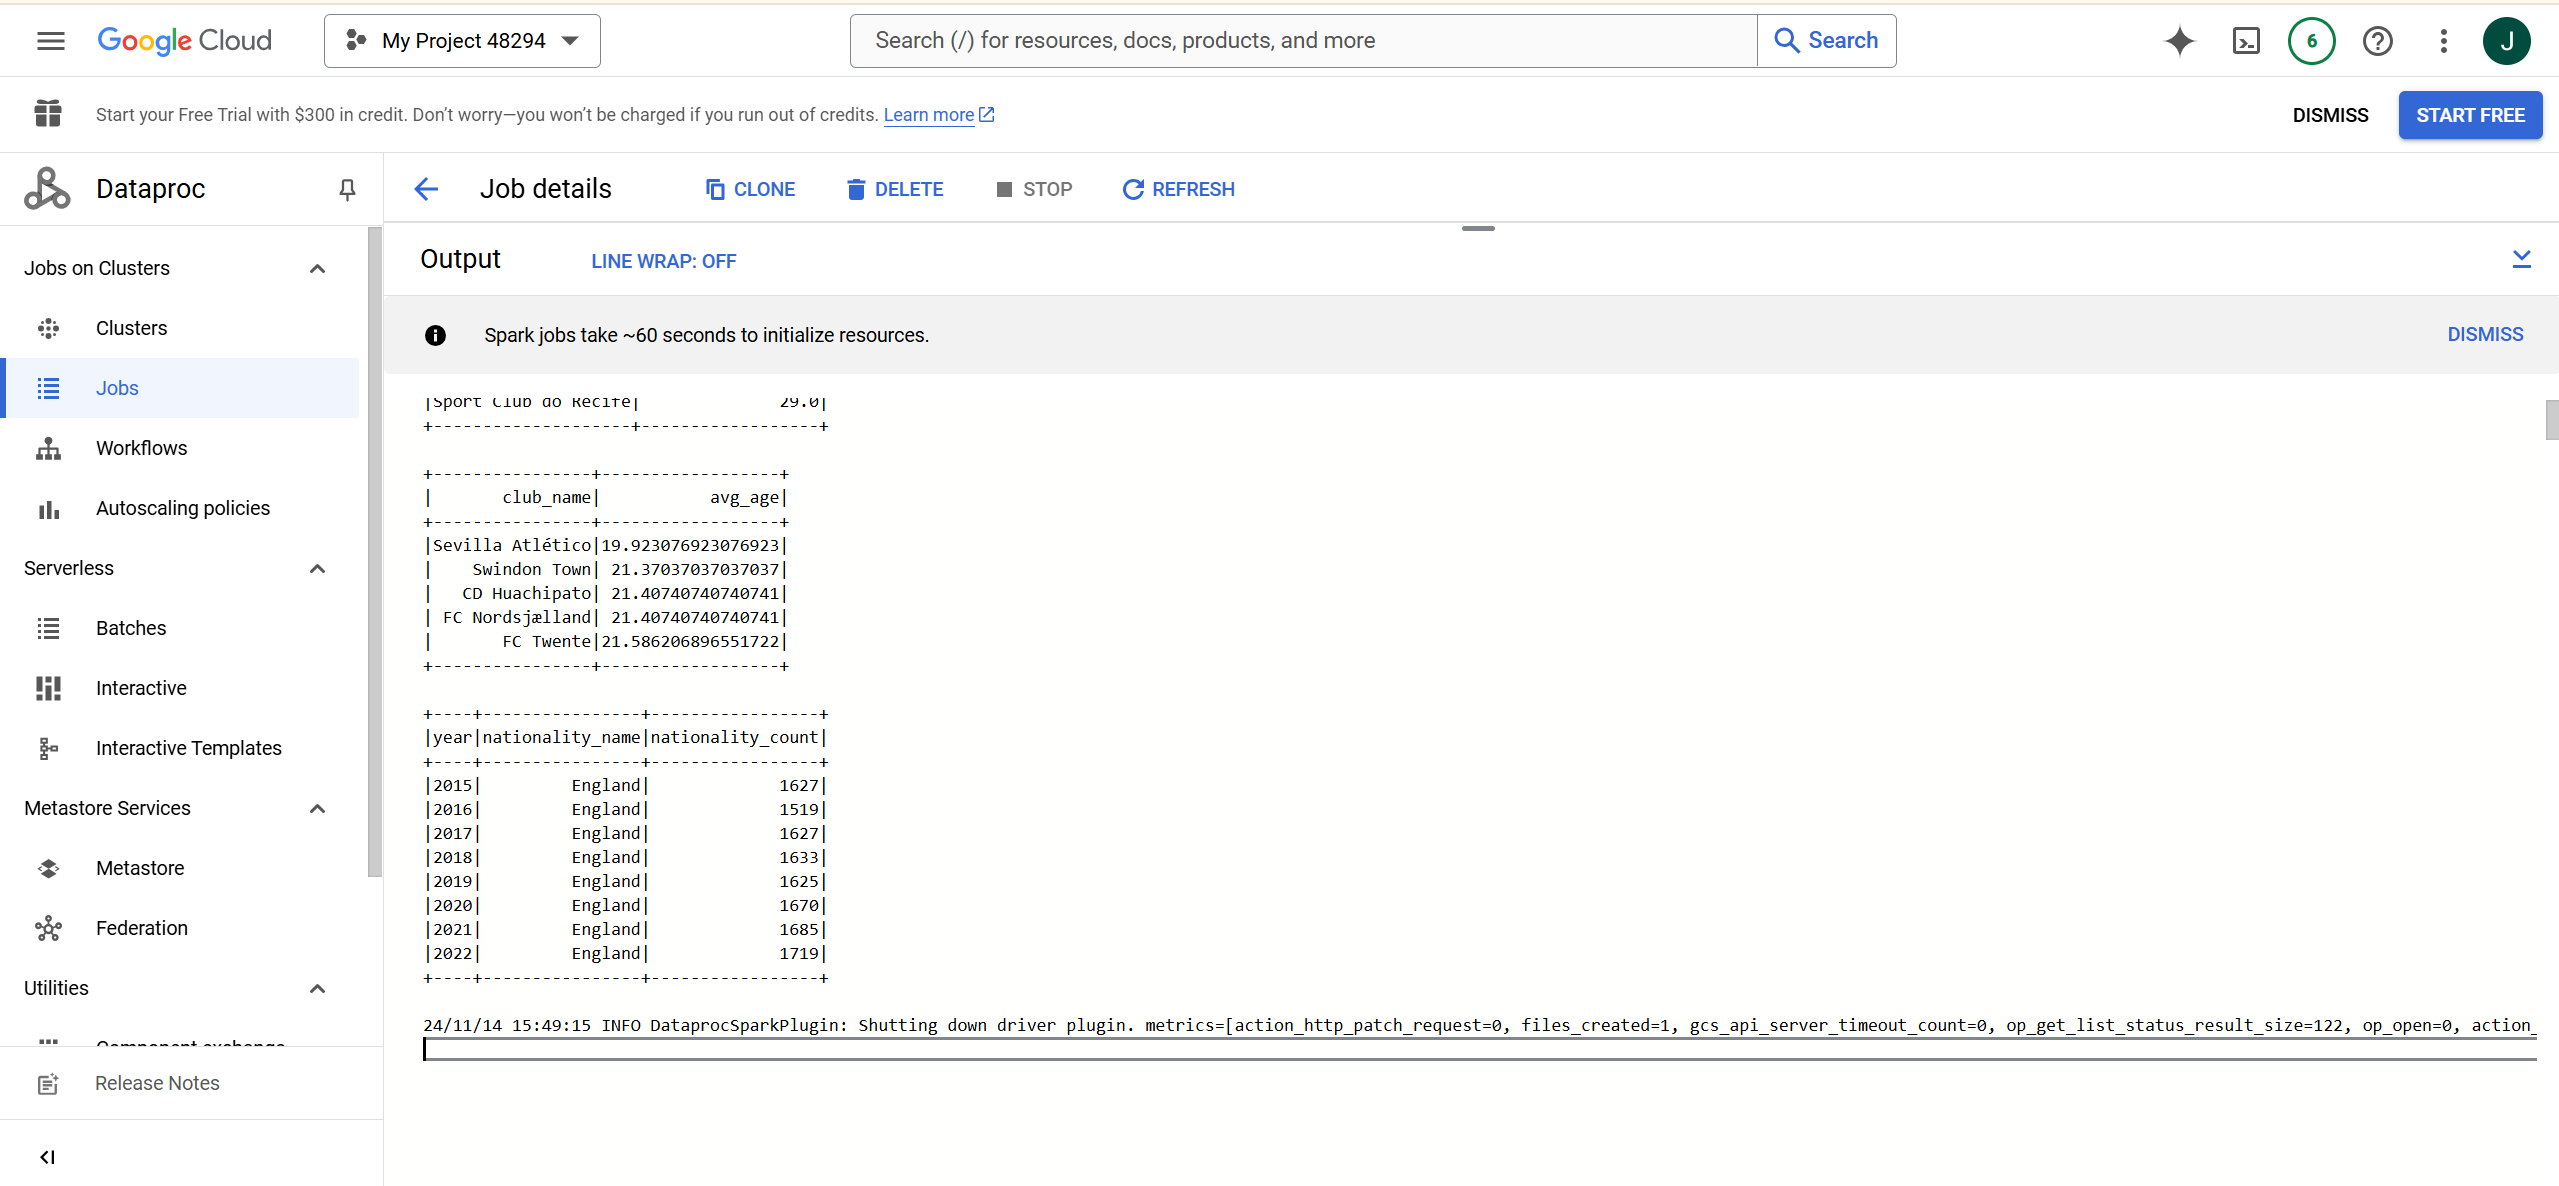 Google Cloud
My Project 48294
Search (/) for resources, docs, products, and more
Search
6
J
Start your Free Trial with $300 in credit. Don’t worry—you won’t be charged if you run out of credits. Learn more
DISMISS
START FREE
Dataproc
Jobs on Clusters
Clusters
Jobs
Workflows
Autoscaling policies
Serverless
Batches
Interactive
Interactive Templates
Metastore Services
Metastore
Federation
Utilities
Component exchange
Release Notes
Job details
CLONE
DELETE
STOP
REFRESH
Output
LINE WRAP: OFF
Spark jobs take ~60 seconds to initialize resources.
DISMISS
|Sport Club do Recife|              29.0|
+--------------------+------------------+
+----------------+------------------+
|       club_name|           avg_age|
+----------------+------------------+
|Sevilla Atlético|19.923076923076923|
|    Swindon Town| 21.37037037037037|
|   CD Huachipato| 21.40740740740741|
| FC Nordsjælland| 21.40740740740741|
|       FC Twente|21.586206896551722|
+----------------+------------------+
+----+----------------+-----------------+
|year|nationality_name|nationality_count|
+----+----------------+-----------------+
|2015|         England|             1627|
|2016|         England|             1519|
|2017|         England|             1627|
|2018|         England|             1633|
|2019|         England|             1625|
|2020|         England|             1670|
|2021|         England|             1685|
|2022|         England|             1719|
+----+----------------+-----------------+
24/11/14 15:49:15 INFO DataprocSparkPlugin: Shutting down driver plugin. metrics=[action_http_patch_request=0, files_created=1, gcs_api_server_timeout_count=0, op_get_list_status_result_size=122, op_open=0, action_